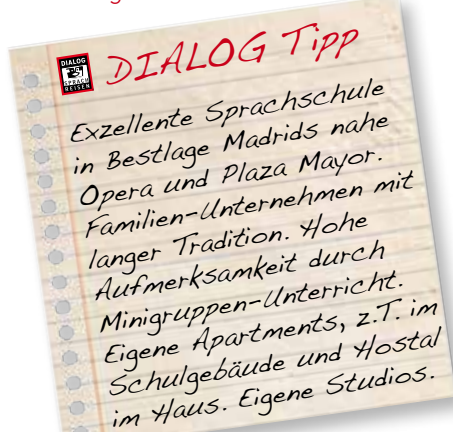 DIALOG
SPRACH
REISEN
DIALOG Tipp
Exzellente Sprachschule
in Bestlage Madrids nahe
Opera und Plaza Mayor.
Familien-Unternehmen mit
langer Tradition. Hohe
Aufmerksamkeit durch
Minigruppen-Unterricht.
Eigene Apartments, z.T. im
Schulgebäude und Hostal
im Haus. Eigene Studios.